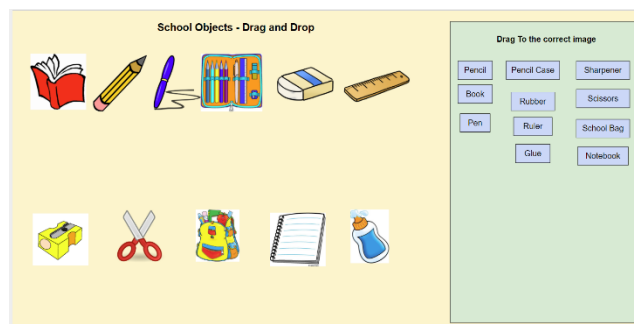 School Objects - Drag and Drop
Drag To the correct image
Pencil
Pencil Case
Sharpener
Book
Rubber
Scissors
Pen
Ruler
School Bag
Glue
Notebook